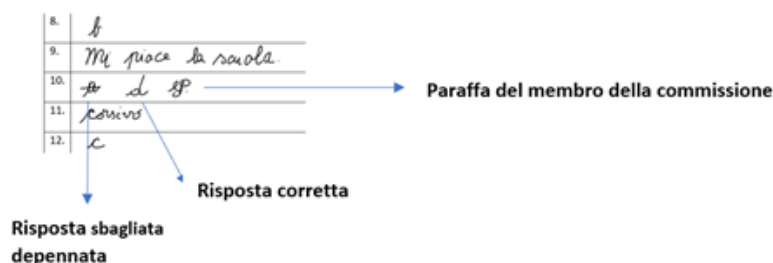 8. b
9. Mi piace la scuola.
10. a d SP. Paraffa del membro della commissione
11. corsivo
12. c
Risposta corretta
Risposta sbagliata
depennata